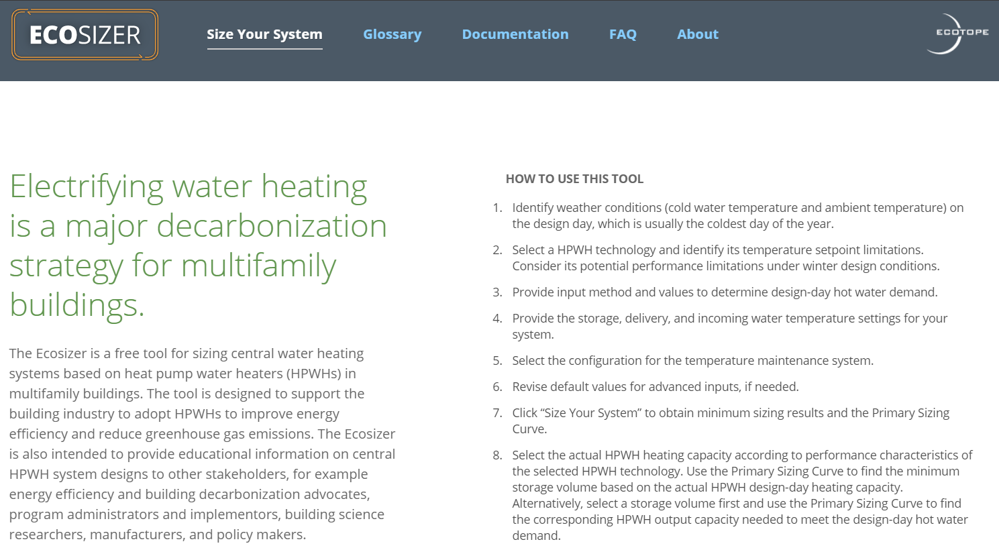 ECOSIZER
Size Your System
Glossary
Documentation
FAQ
About
ECOTOPE
Electrifying water heating
is a major decarbonization
strategy for multifamily
buildings.
The Ecosizer is a free tool for sizing central water heating
systems based on heat pump water heaters (HPWHs) in
multifamily buildings. The tool is designed to support the
building industry to adopt HPWHs to improve energy
efficiency and reduce greenhouse gas emissions. The Ecosizer
is also intended to provide educational information on central
HPWH system designs to other stakeholders, for example
energy efficiency and building decarbonization advocates,
program administrators and implementors, building science
researchers, manufacturers, and policy makers.
HOW TO USE THIS TOOL
1. Identify weather conditions (cold water temperature and ambient temperature) on
the design day, which is usually the coldest day of the year.
2. Select a HPWH technology and identify its temperature setpoint limitations.
Consider its potential performance limitations under winter design conditions.
3. Provide input method and values to determine design-day hot water demand.
4. Provide the storage, delivery, and incoming water temperature settings for your
system.
5. Select the configuration for the temperature maintenance system.
6. Revise default values for advanced inputs, if needed.
7. Click “Size Your System” to obtain minimum sizing results and the Primary Sizing
Curve.
8. Select the actual HPWH heating capacity according to performance characteristics of
the selected HPWH technology. Use the Primary Sizing Curve to find the minimum
storage volume based on the actual HPWH design-day heating capacity.
Alternatively, select a storage volume first and use the Primary Sizing Curve to find
the corresponding HPWH output capacity needed to meet the design-day hot water
demand.